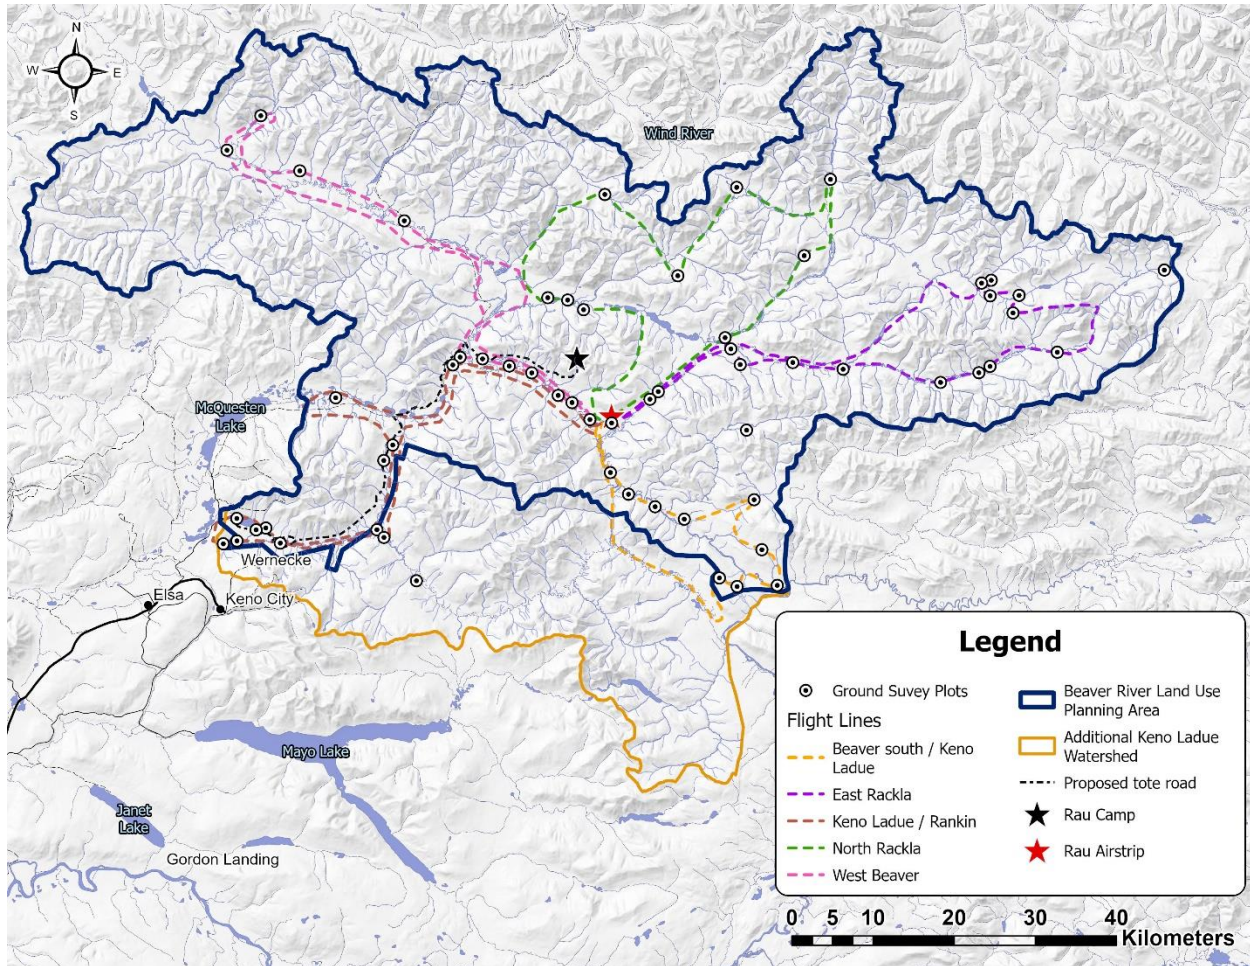 N
W
E
S
Wind River
McQuesten
Lake
Wernecke
Elsa
Keno City
Mayo Lake
Janet
Lake
Gordon Landing
Legend
Ground Suvey Plots
Flight Lines
Beaver south / Keno
Ladue
East Rackla
Keno Ladue / Rankin
North Rackla
West Beaver
Beaver River Land Use
Planning Area
Additional Keno Ladue
Watershed
Proposed tote road
Rau Camp
Rau Airstrip
0 5 10 20 30 40
Kilometers